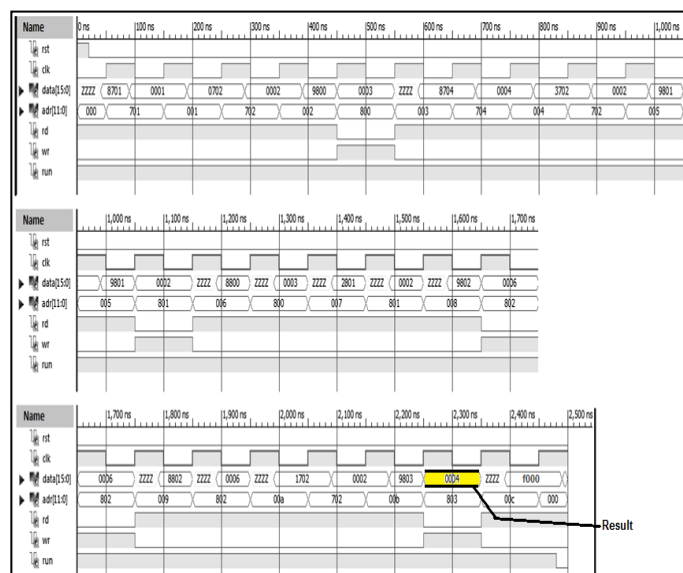 Name 0 ns 100 ns 200 ns 300 ns 400 ns 500 ns 600 ns 700 ns 800 ns 900 ns 1,000 ns
rst
clk
data[15:0] ZZZZ 8701 0001 0702 0002 9800 0003 ZZZZ 8704 0004 3702 0002 9801
adr[11:0] 000 701 001 702 002 800 003 704 004 702 005
rd
wr
run
Name 1,000 ns 1,100 ns 1,200 ns 1,300 ns 1,400 ns 1,500 ns 1,600 ns 1,700 ns
rst
clk
data[15:0] 9801 0002 ZZZZ 8800 ZZZZ 0003 ZZZZ 2801 ZZZZ 0002 ZZZZ 9802 0006
adr[11:0] 005 801 006 800 007 801 008 802
rd
wr
run
Name 1,700 ns 1,800 ns 1,900 ns 2,000 ns 2,100 ns 2,200 ns 2,300 ns 2,400 ns 2,500 ns
rst
clk
data[15:0] 0006 ZZZZ 8802 ZZZZ 0006 ZZZZ 1702 0002 9803 0004 ZZZZ f000
adr[11:0] 802 009 802 00a 702 00b 803 00c 000
rd
Result
wr
run